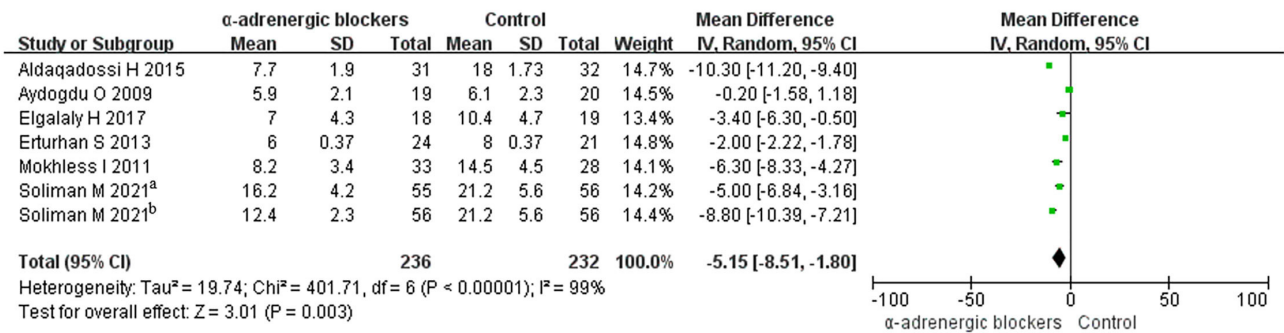 α-adrenergic blockers Control Mean Difference Mean Difference
Study or Subgroup Mean SD Total Mean SD Total Weight IV, Random, 95% CI IV, Random, 95% CI
Aldaqadossi H 2015 7.7 1.9 31 18 1.73 32 14.7% -10.30 [-11.20, -9.40]
Aydogdu O 2009 5.9 2.1 19 6.1 2.3 20 14.5% -0.20 [-1.58, 1.18]
Elgalaly H 2017 7 4.3 18 10.4 4.7 19 13.4% -3.40 [-6.30, -0.50]
Erturhan S 2013 6 0.37 24 8 0.37 21 14.8% -2.00 [-2.22, -1.78]
Mokhless I 2011 8.2 3.4 33 14.5 4.5 28 14.1% -6.30 [-8.33, -4.27]
Soliman M 2021ᵃ 16.2 4.2 55 21.2 5.6 56 14.2% -5.00 [-6.84, -3.16]
Soliman M 2021ᵇ 12.4 2.3 56 21.2 5.6 56 14.4% -8.80 [-10.39, -7.21]
Total (95% CI) 236 232 100.0% -5.15 [-8.51, -1.80]
Heterogeneity: Tau² = 19.74; Chi² = 401.71, df = 6 (P < 0.00001); I² = 99%
Test for overall effect: Z = 3.01 (P = 0.003)
-100 -50 0 50 100
α-adrenergic blockers Control